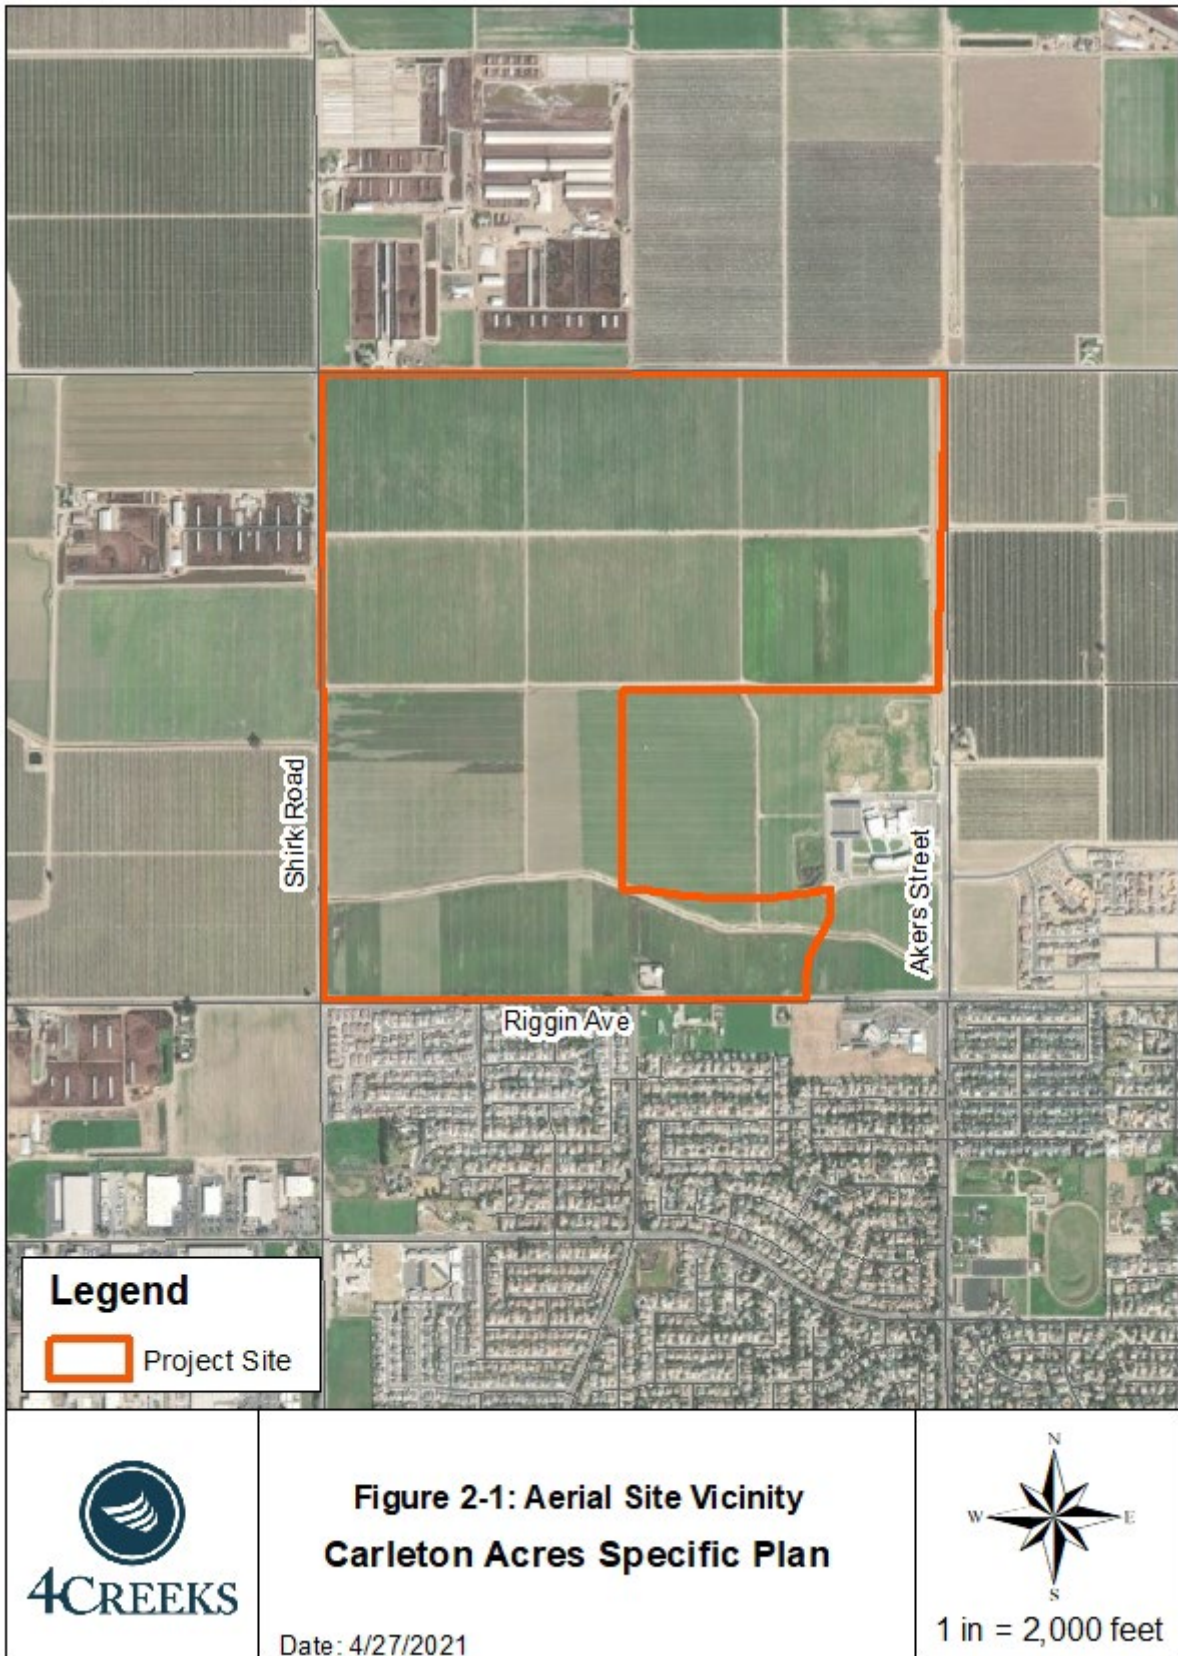 Shirk Road
Akers Street
Riggin Ave
Legend
Project Site
4CREEKS
Figure 2-1: Aerial Site Vicinity
Carleton Acres Specific Plan
Date: 4/27/2021
N
W E
S
1 in = 2,000 feet